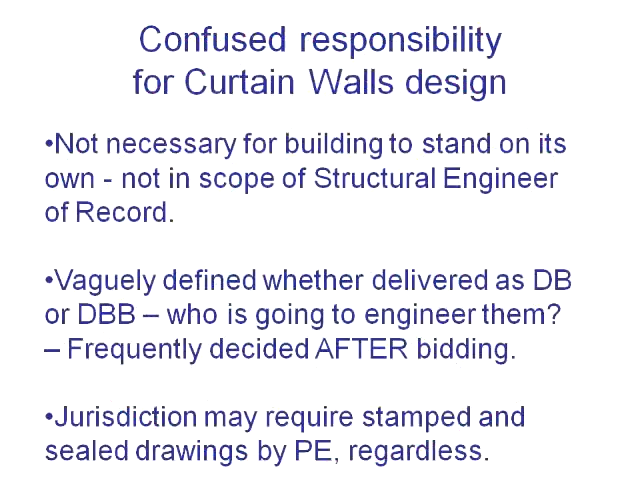 Confused responsibility
for Curtain Walls design
•Not necessary for building to stand on its
own - not in scope of Structural Engineer
of Record.
•Vaguely defined whether delivered as DB
or DBB – who is going to engineer them?
– Frequently decided AFTER bidding.
•Jurisdiction may require stamped and
sealed drawings by PE, regardless.